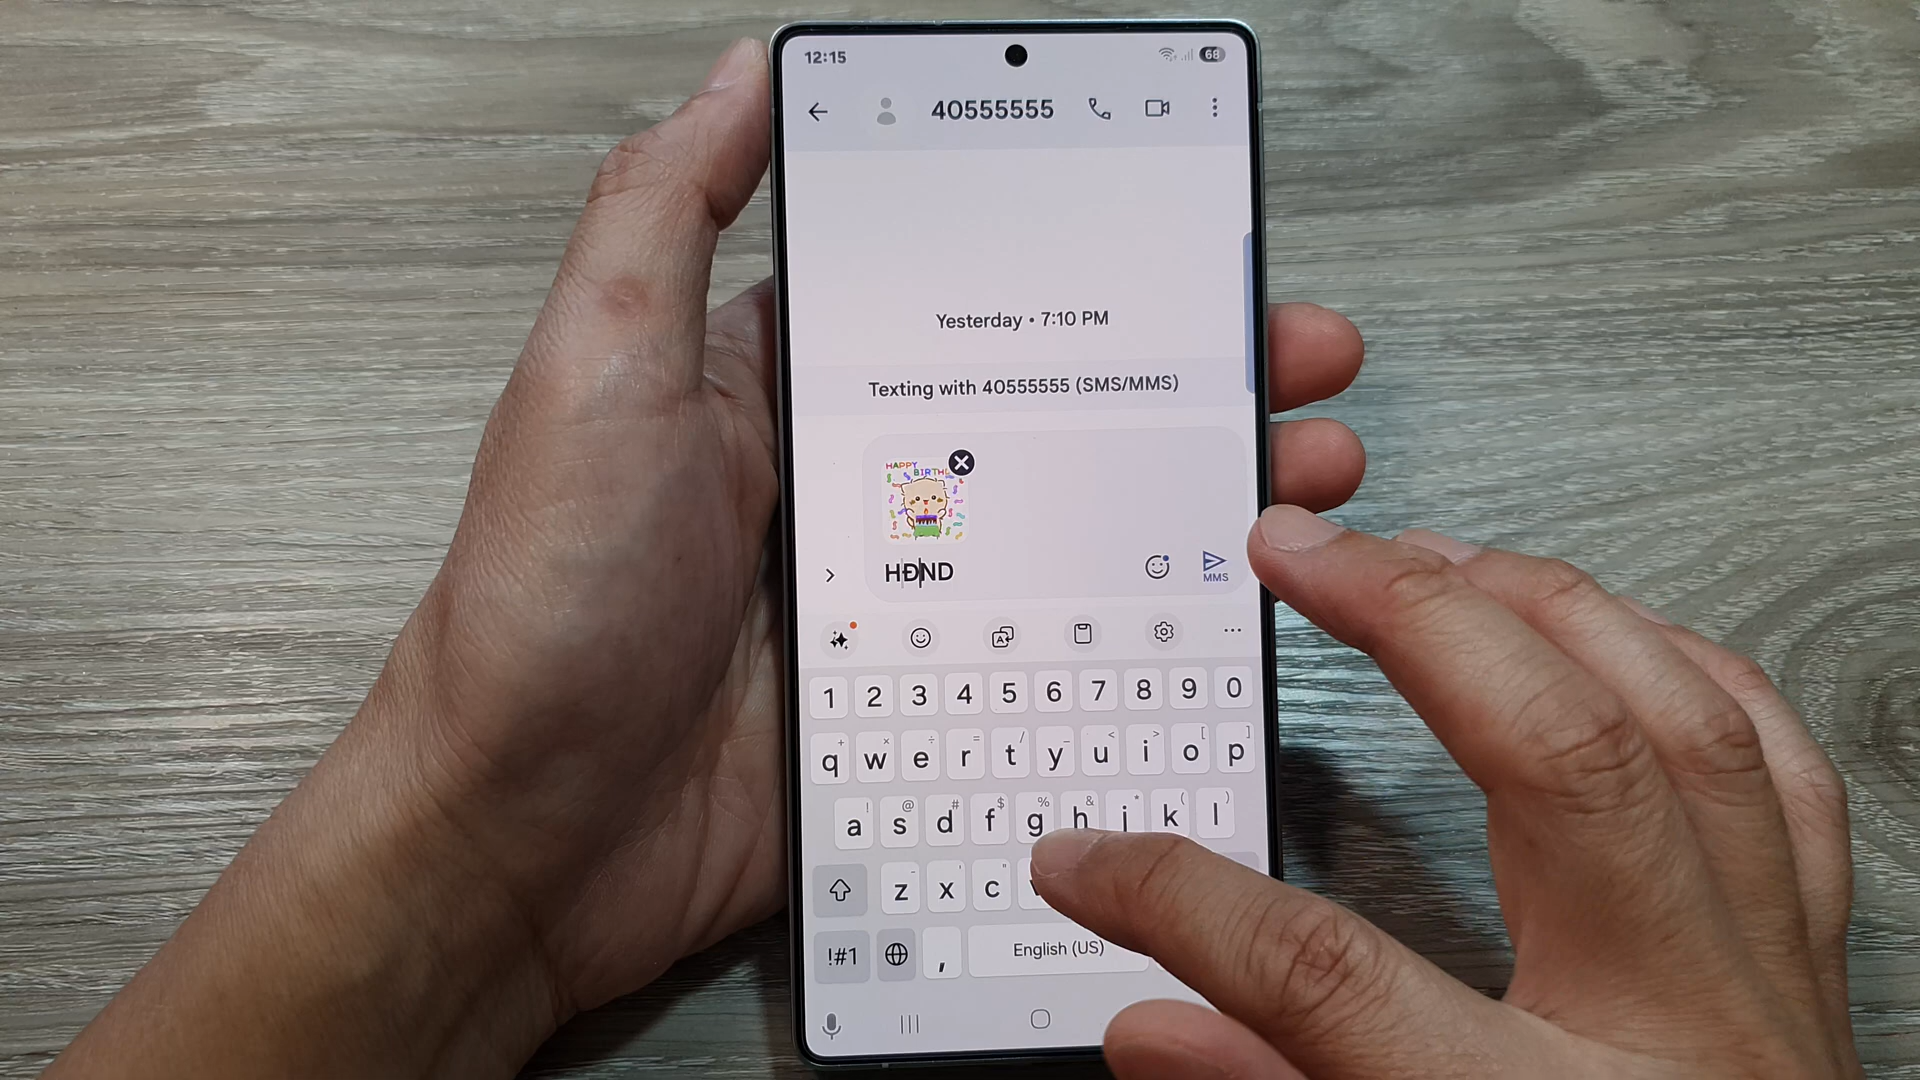 12:15
68
40555555
Yesterday • 7:10 PM
Texting with 40555555 (SMS/MMS)
HAPPY
HĐND
MMS
1 2 3 4 5 6 7 8 9 0
q w e r t y u i o p
a s d f g h j k l
z x c
!#1 , English (US)